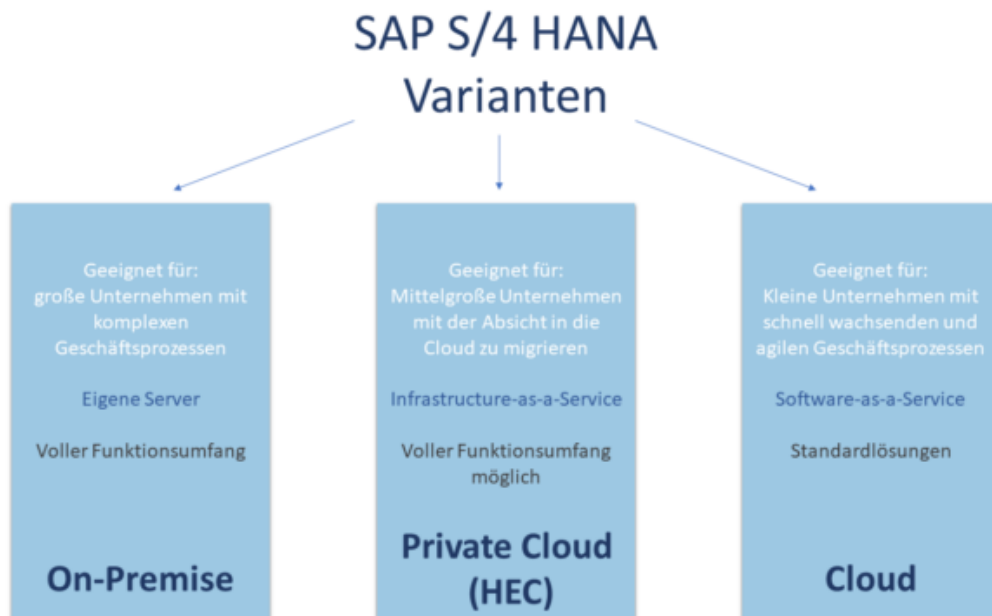 SAP S/4 HANA
Varianten
Geeignet für:
große Unternehmen mit
komplexen
Geschäftsprozessen
Eigene Server
Voller Funktionsumfang
On-Premise
Geeignet für:
Mittelgroße Unternehmen
mit der Absicht in die
Cloud zu migrieren
Infrastructure-as-a-Service
Voller Funktionsumfang
möglich
Private Cloud
(HEC)
Geeignet für:
Kleine Unternehmen mit
schnell wachsenden und
agilen Geschäftsprozessen
Software-as-a-Service
Standardlösungen
Cloud